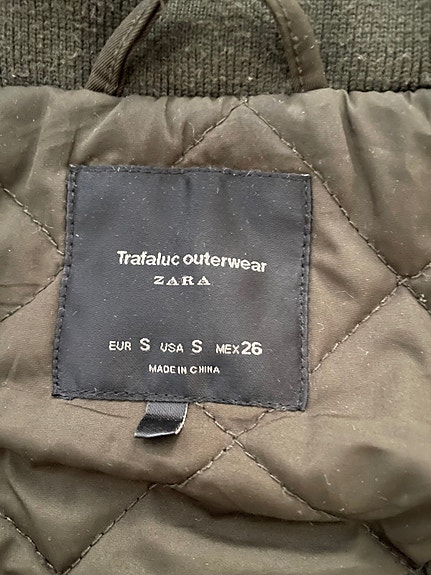 Trafaluc outerwear
ZARA
EUR S USA S MEX 26
MADE IN CHINA